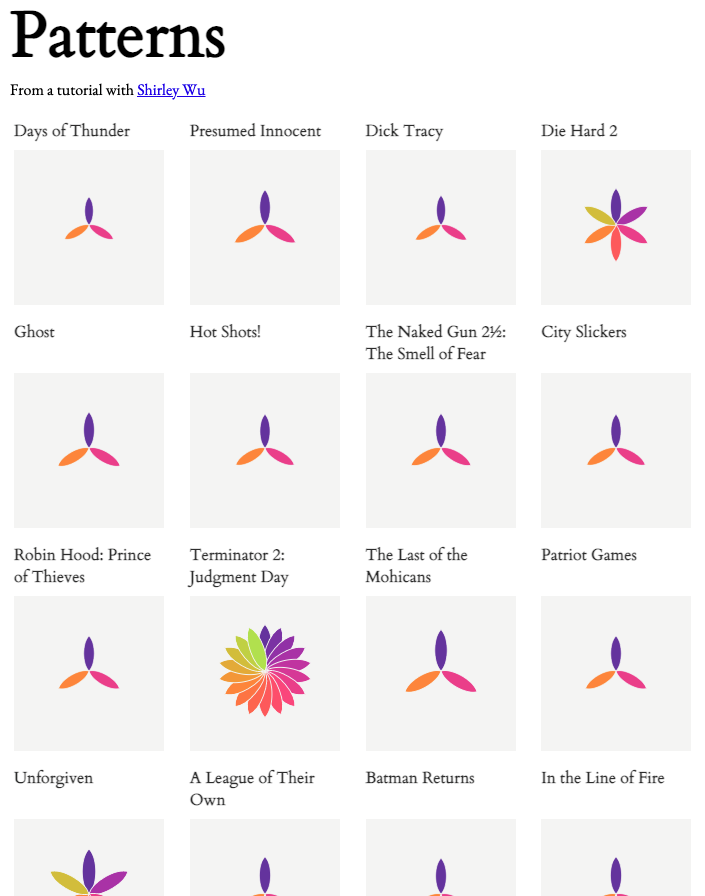 Patterns
From a tutorial with Shirley Wu
Days of Thunder
Presumed Innocent
Dick Tracy
Die Hard 2
Ghost
Hot Shots!
The Naked Gun 2½:
The Smell of Fear
City Slickers
Robin Hood: Prince
of Thieves
Terminator 2:
Judgment Day
The Last of the
Mohicans
Patriot Games
Unforgiven
A League of Their
Own
Batman Returns
In the Line of Fire